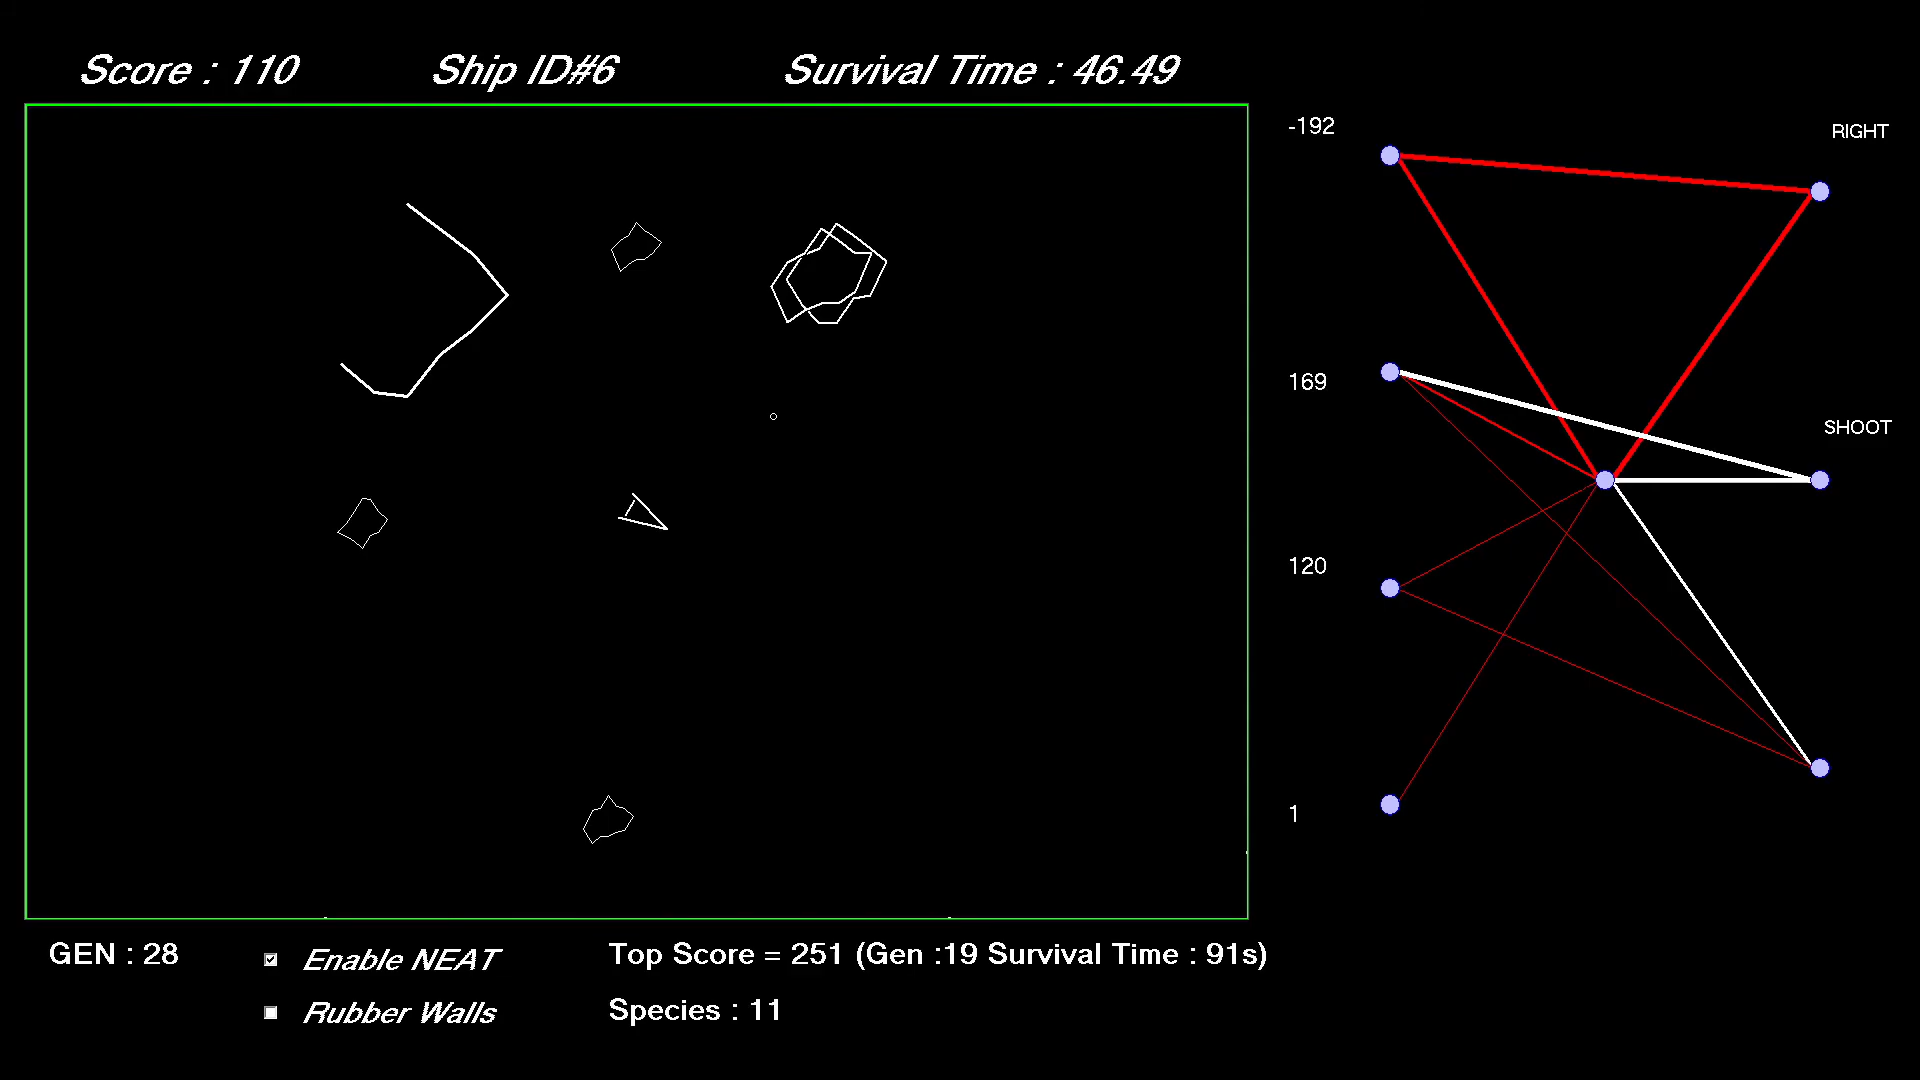 Score : 110 Ship ID#6 Survival Time : 46.49
-192
RIGHT
169
SHOOT
120
1
GEN : 28 Enable NEAT Top Score = 251 (Gen :19 Survival Time : 91s)
Rubber Walls Species : 11